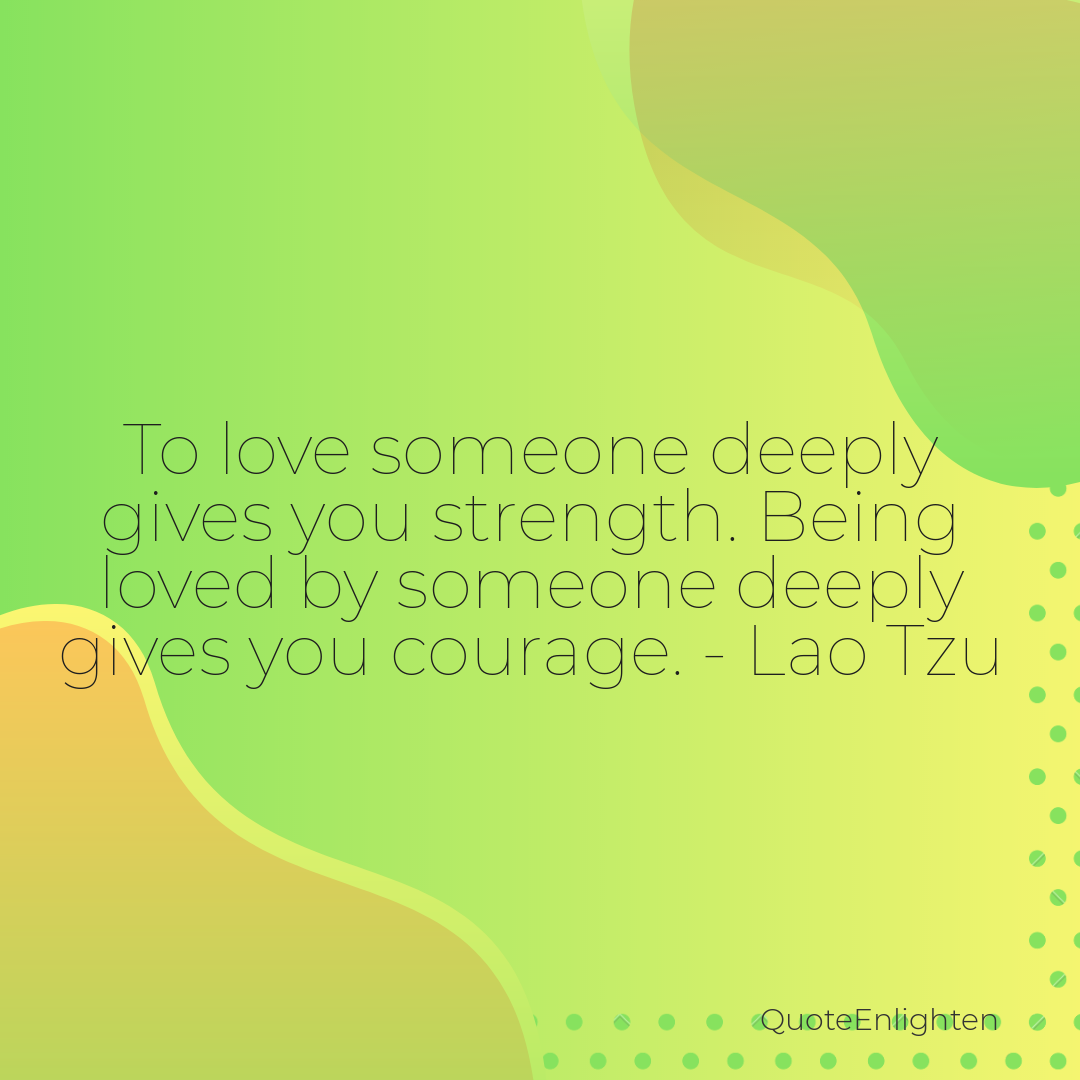 To love someone deeply
gives you strength. Being
loved by someone deeply
gives you courage. - Lao Tzu
QuoteEnlighten